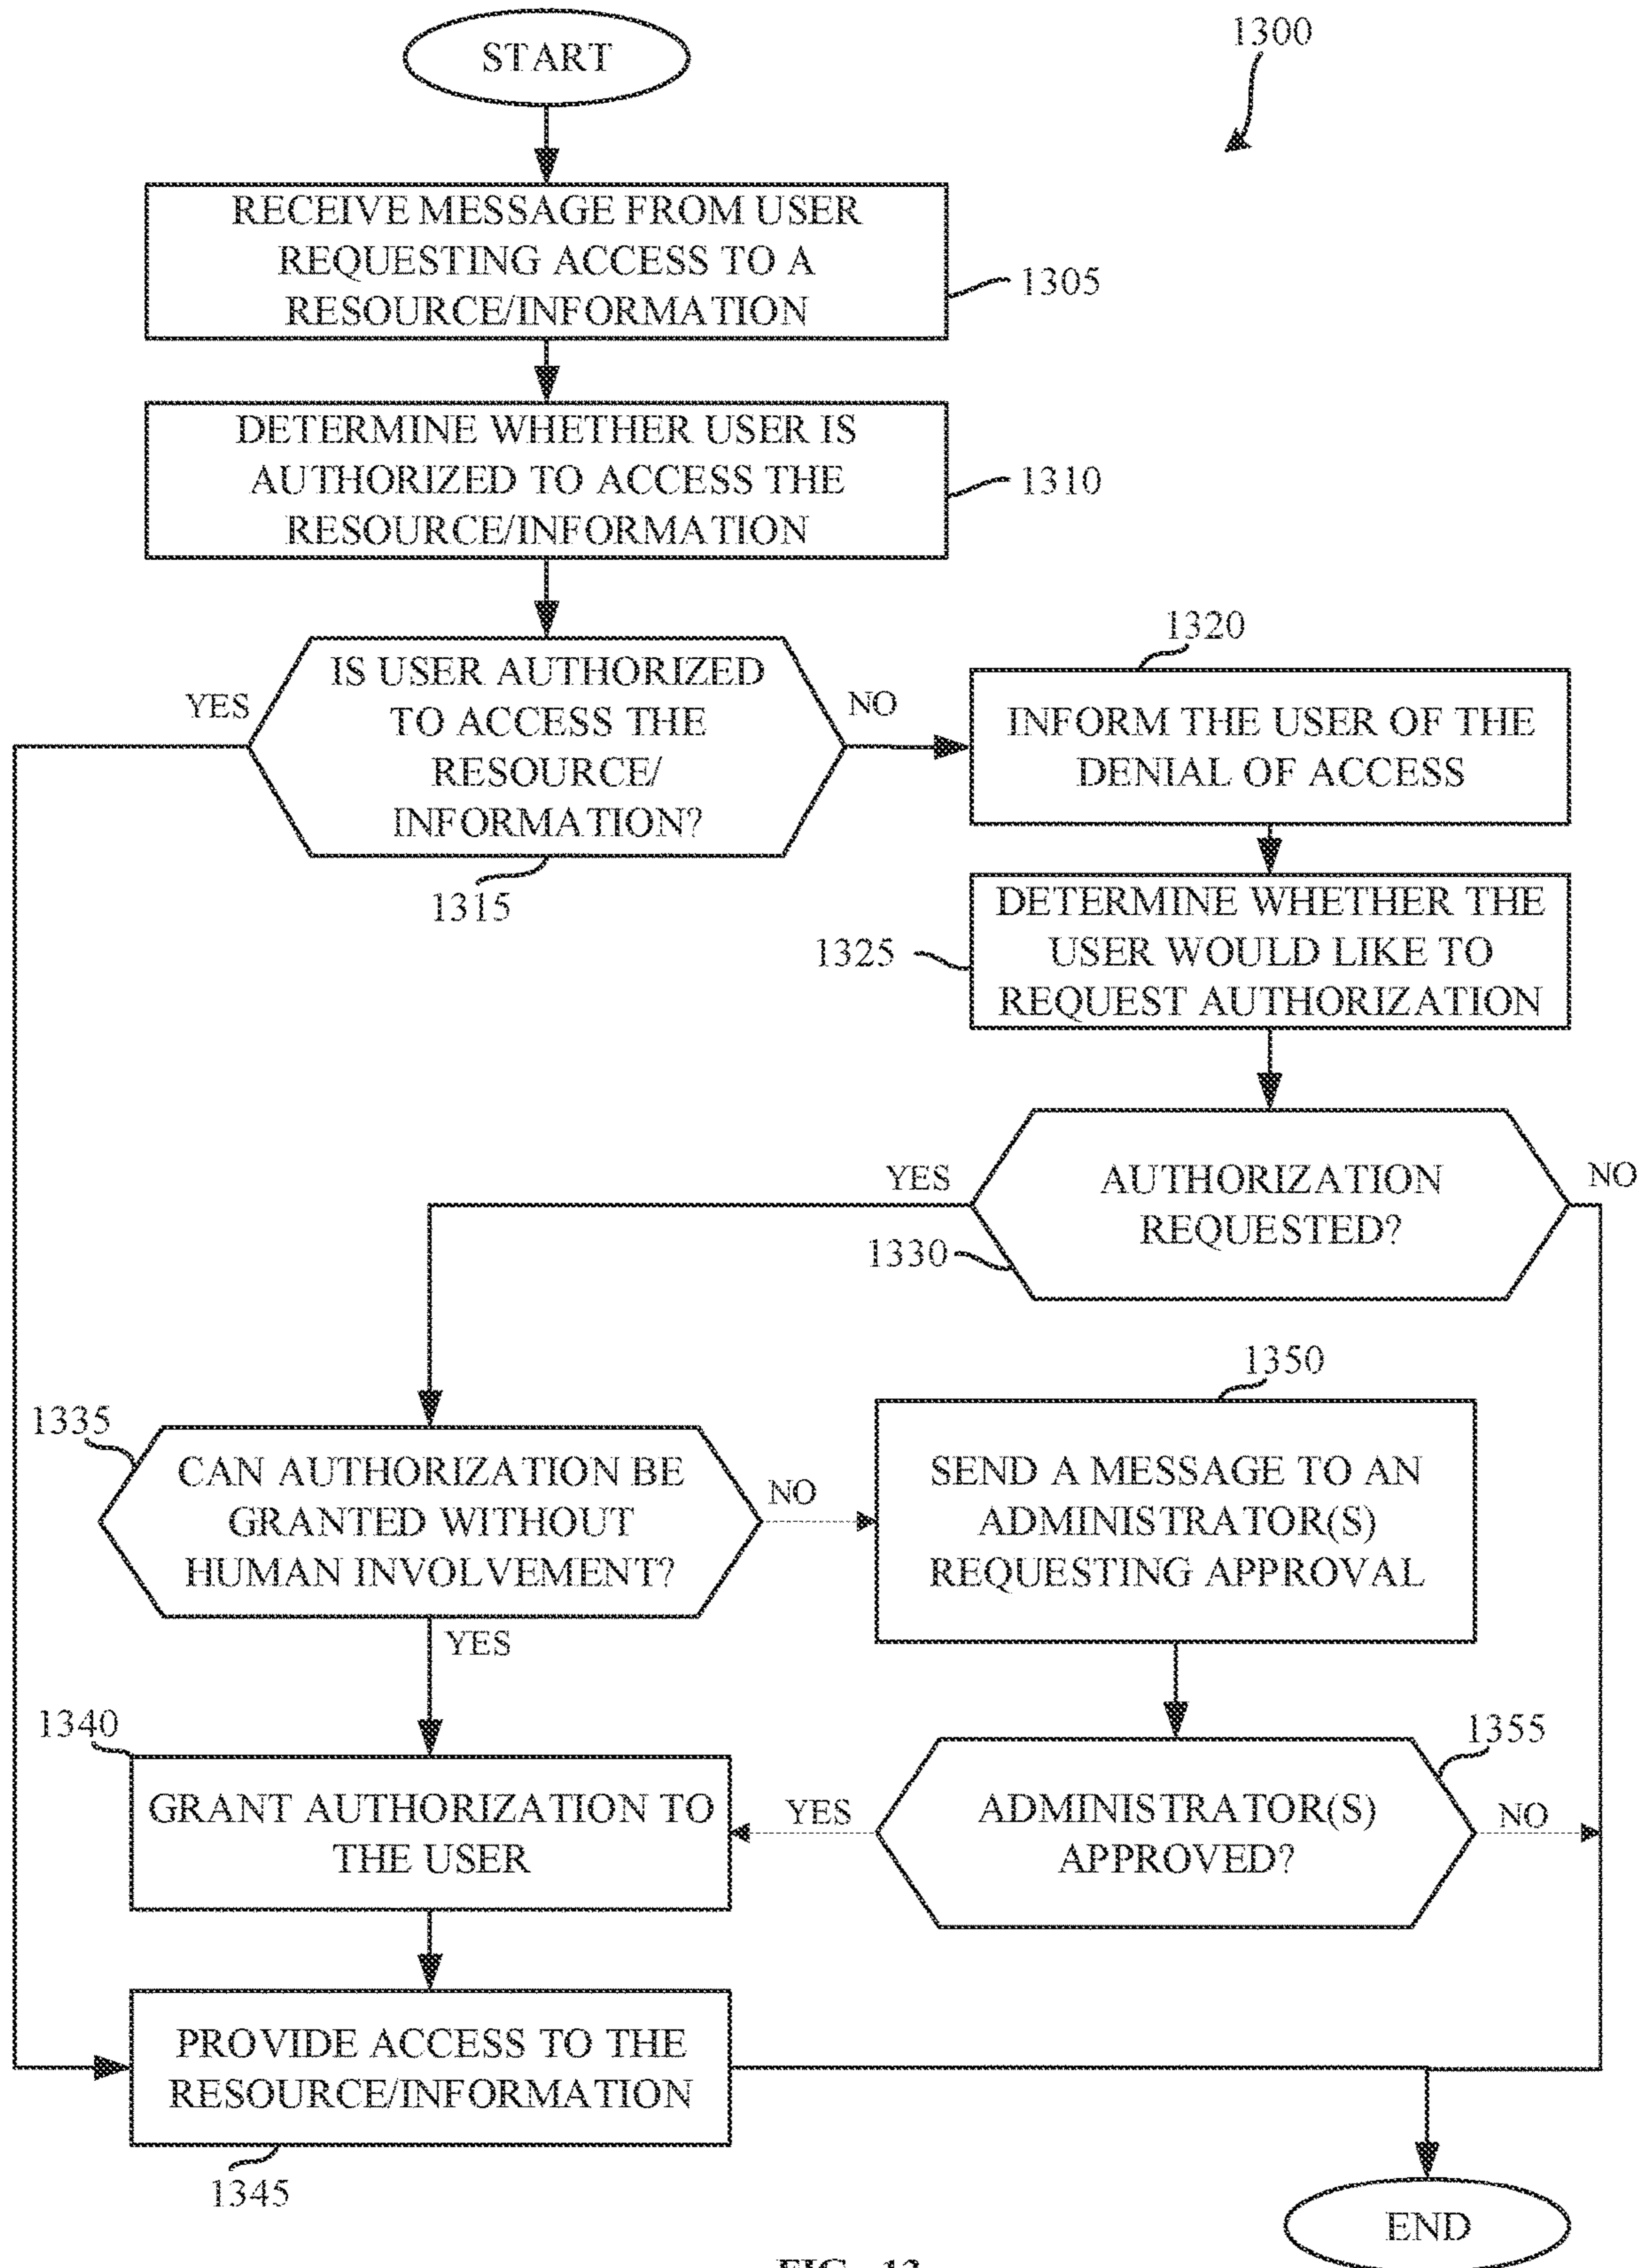 START
1300
RECEIVE MESSAGE FROM USER
REQUESTING ACCESS TO A
RESOURCE/INFORMATION
1305
DETERMINE WHETHER USER IS
AUTHORIZED TO ACCESS THE
RESOURCE/INFORMATION
1310
YES
IS USER AUTHORIZED
TO ACCESS THE
RESOURCE/
INFORMATION?
1315
NO
1320
INFORM THE USER OF THE
DENIAL OF ACCESS
1325
DETERMINE WHETHER THE
USER WOULD LIKE TO
REQUEST AUTHORIZATION
YES
AUTHORIZATION
REQUESTED?
NO
1330
1335
CAN AUTHORIZATION BE
GRANTED WITHOUT
HUMAN INVOLVEMENT?
NO
YES
1350
SEND A MESSAGE TO AN
ADMINISTRATOR(S)
REQUESTING APPROVAL
1340
GRANT AUTHORIZATION TO
THE USER
YES
ADMINISTRATOR(S)
APPROVED?
1355
NO
PROVIDE ACCESS TO THE
RESOURCE/INFORMATION
1345
END